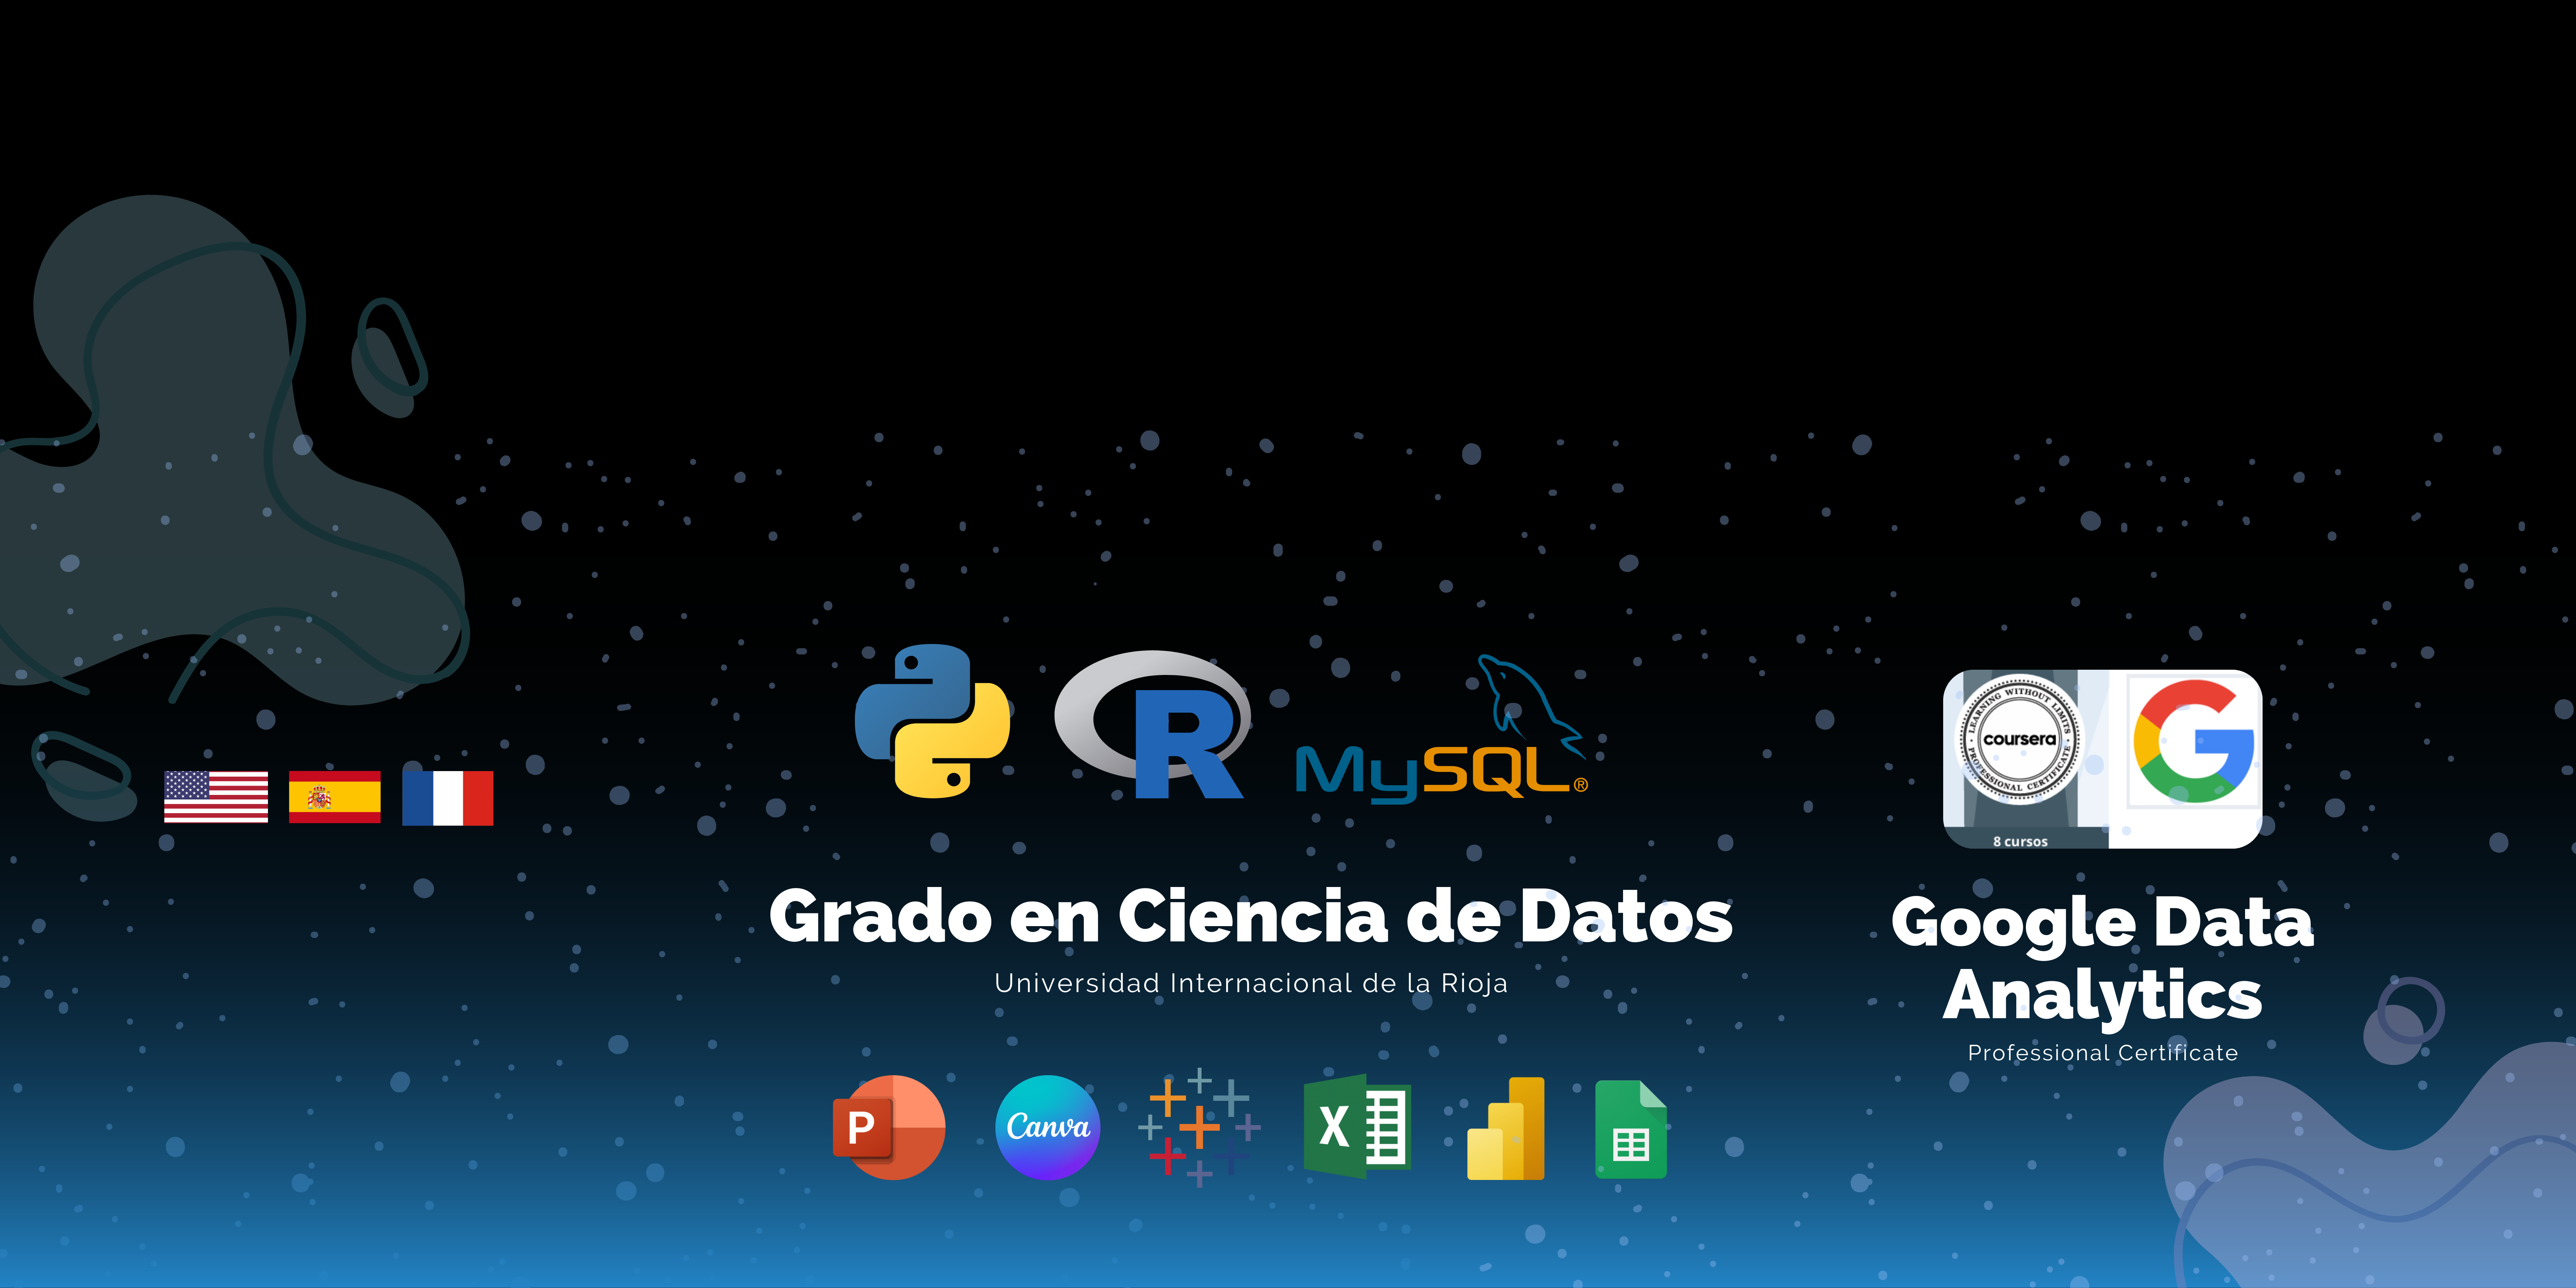 MySQL®
LEARNING WITHOUT LIMITS
coursera
PROFESSIONAL CERTIFICATE
8 cursos
G
R
Grado en Ciencia de Datos
Universidad Internacional de la Rioja
Google Data
Analytics
Professional Certificate
P
Canva
X